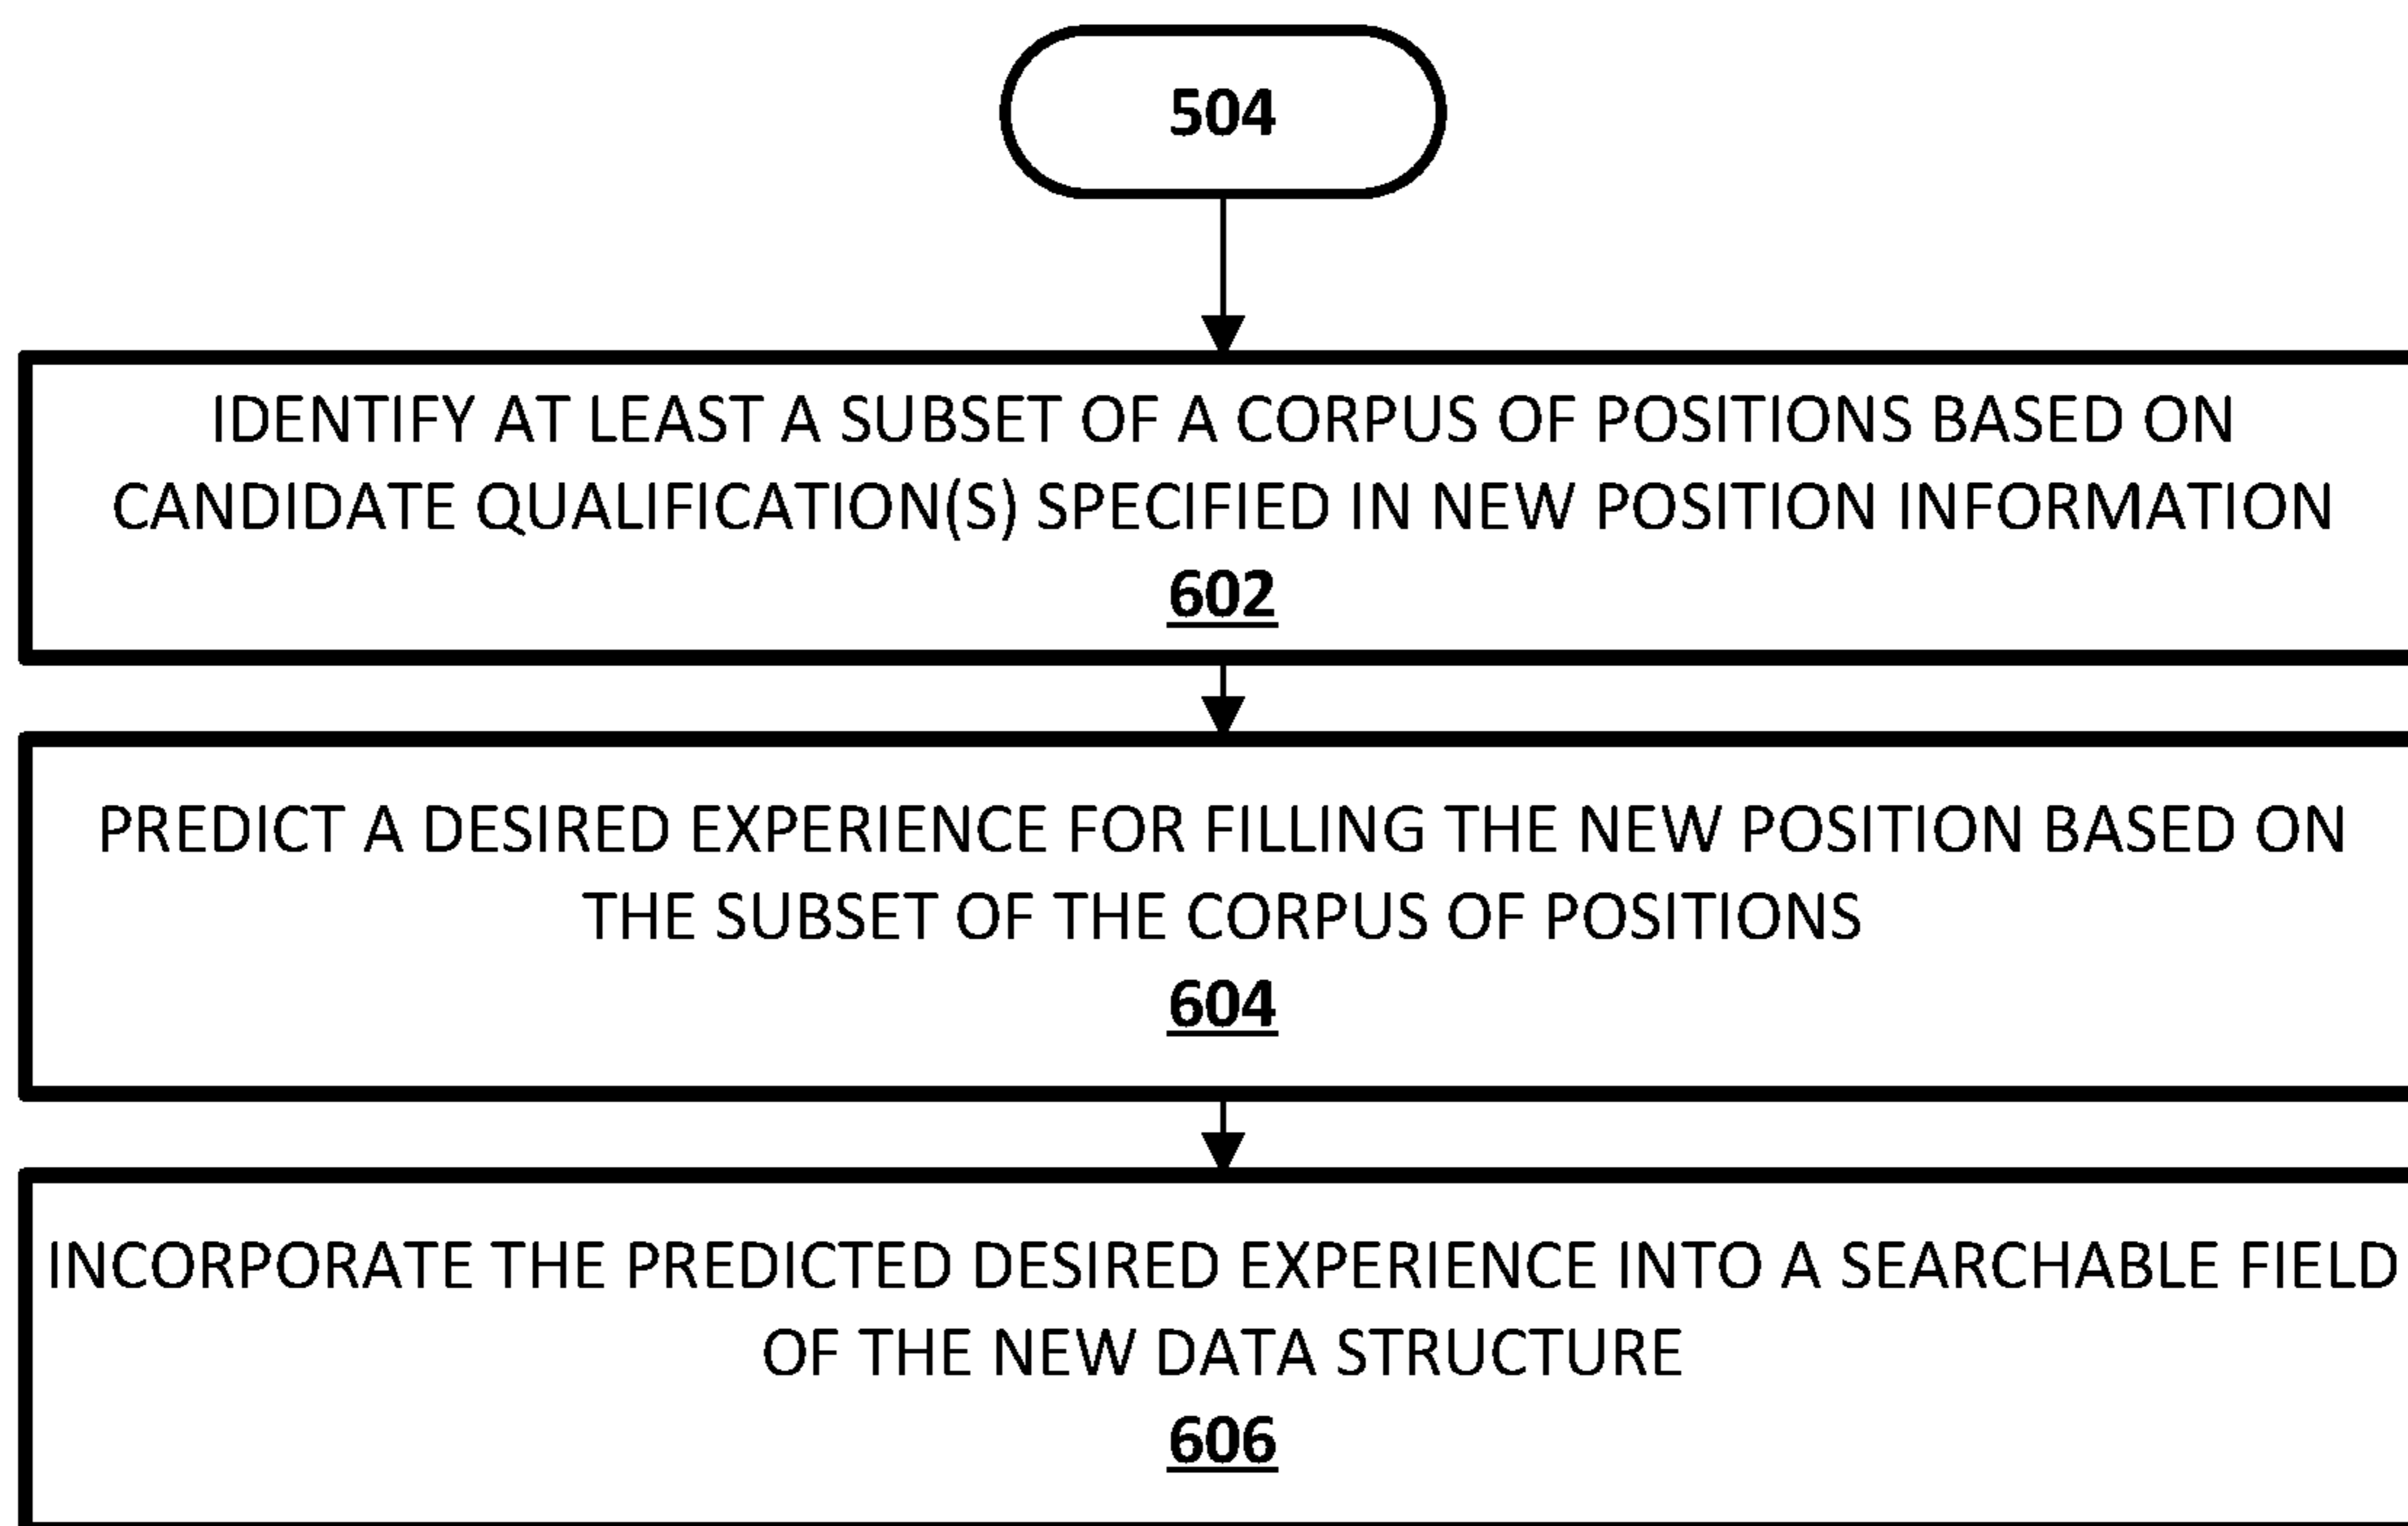 504
IDENTIFY AT LEAST A SUBSET OF A CORPUS OF POSITIONS BASED ON
CANDIDATE QUALIFICATION(S) SPECIFIED IN NEW POSITION INFORMATION
602
PREDICT A DESIRED EXPERIENCE FOR FILLING THE NEW POSITION BASED ON
THE SUBSET OF THE CORPUS OF POSITIONS
604
INCORPORATE THE PREDICTED DESIRED EXPERIENCE INTO A SEARCHABLE FIELD
OF THE NEW DATA STRUCTURE
606